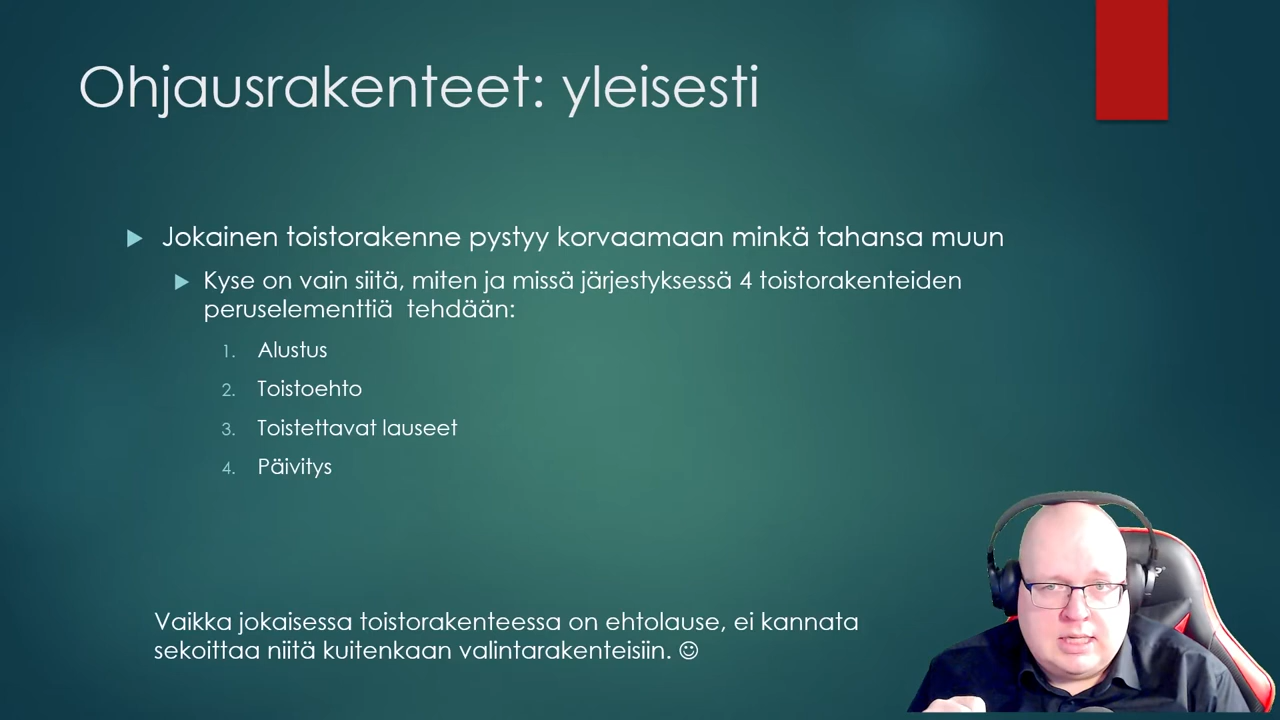 Ohjausrakenteet: yleisesti
Jokainen toistorakenne pystyy korvaamaan minkä tahansa muun
Kyse on vain siitä, miten ja missä järjestyksessä 4 toistorakenteiden
peruselementtiä tehdään:
1. Alustus
2. Toistoehto
3. Toistettavat lauseet
4. Päivitys
Vaikka jokaisessa toistorakenteessa on ehtolause, ei kannata
sekoittaa niitä kuitenkaan valintarakenteisiin. ☺